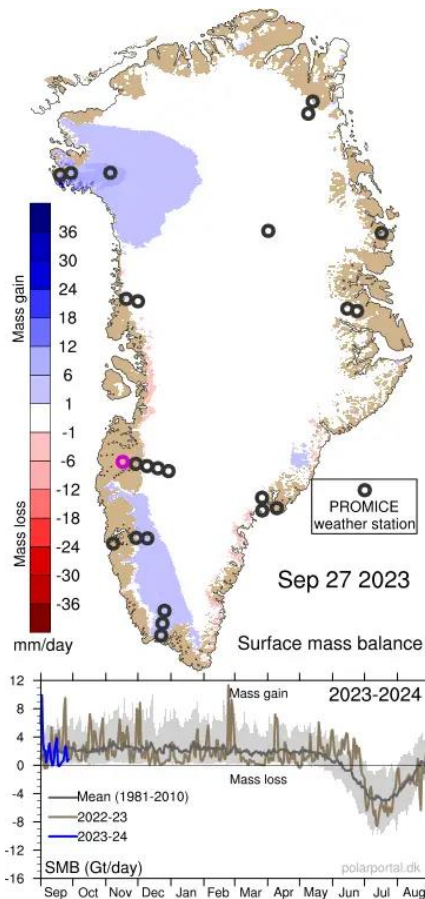 Mass gain
36
30
24
18
12
6
1
-1
-6
-12
-18
-24
-30
-36
Mass loss
mm/day
PROMICE
weather station
Sep 27 2023
Surface mass balance
12
8
4
0
-4
-8
-12
-16
Mass gain
2023-2024
Mass loss
Mean (1981-2010)
2022-23
2023-24
SMB (Gt/day)
polarportal.dk
Sep Oct Nov Dec Jan Feb Mar Apr May Jun Jul Aug